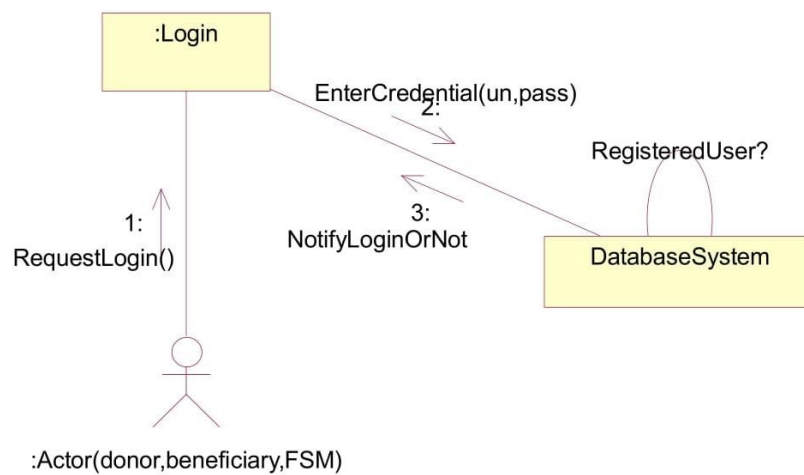 :Login
EnterCredential(un,pass)
2:
RegisteredUser?
1:
RequestLogin()
3:
NotifyLoginOrNot
DatabaseSystem
:Actor(donor,beneficiary,FSM)